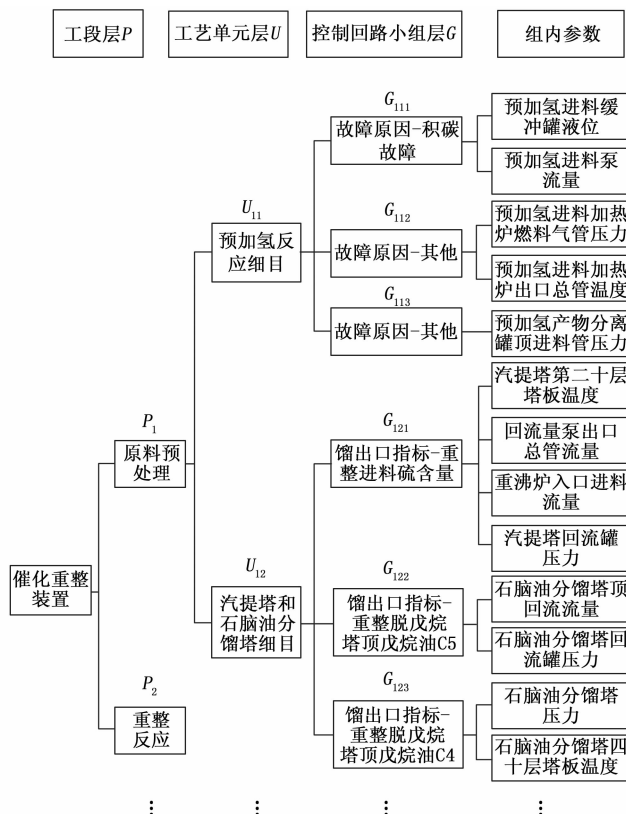 工段层P
工艺单元层U
控制回路小组层G
组内参数
G111
故障原因-积碳
故障
预加氢进料缓
冲罐液位
预加氢进料泵
流量
U11
预加氢反
应细目
G112
故障原因-其他
预加氢进料加热
炉燃料气管压力
预加氢进料加热
炉出口总管温度
G113
故障原因-其他
预加氢产物分离
罐顶进料管压力
P1
原料预
处理
G121
馏出口指标-重
整进料硫含量
汽提塔第二十层
塔板温度
回流量泵出口
总管流量
重沸炉入口进料
流量
汽提塔回流罐
压力
催化重整
装置
U12
汽提塔和
石脑油分
馏塔细目
G122
馏出口指标-
重整脱戊烷
塔顶戊烷油C5
石脑油分馏塔顶
回流流量
石脑油分馏塔回
流罐压力
P2
重整
反应
G123
馏出口指标-
重整脱戊烷
塔顶戊烷油C4
石脑油分馏塔
压力
石脑油分馏塔四
十层塔板温度